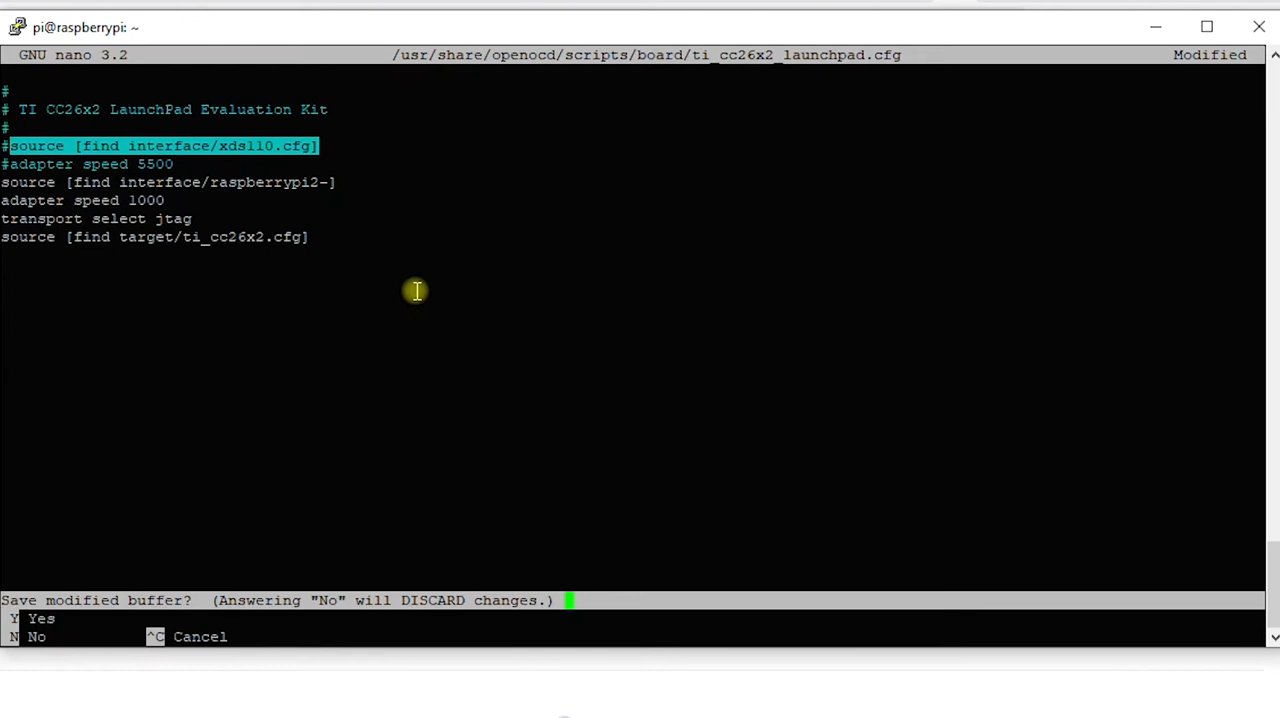 pi@raspberrypi: ~
GNU nano 3.2 /usr/share/openocd/scripts/board/ti_cc26x2_launchpad.cfg Modified
#
# TI CC26x2 LaunchPad Evaluation Kit
#
#source [find interface/xds110.cfg]
#adapter speed 5500
source [find interface/raspberrypi2-]
adapter speed 1000
transport select jtag
source [find target/ti_cc26x2.cfg]
Save modified buffer? (Answering "No" will DISCARD changes.)
Y Yes
N No ^C Cancel